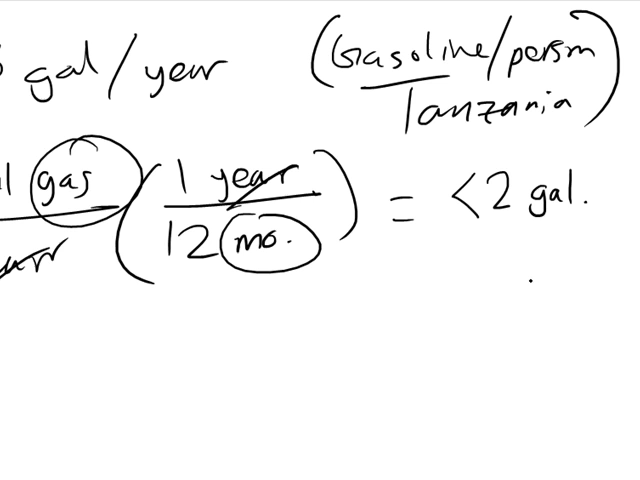 gal/year (Gasoline/person
Tanzania)
gas (1 year
12 mo.) = <2 gal.